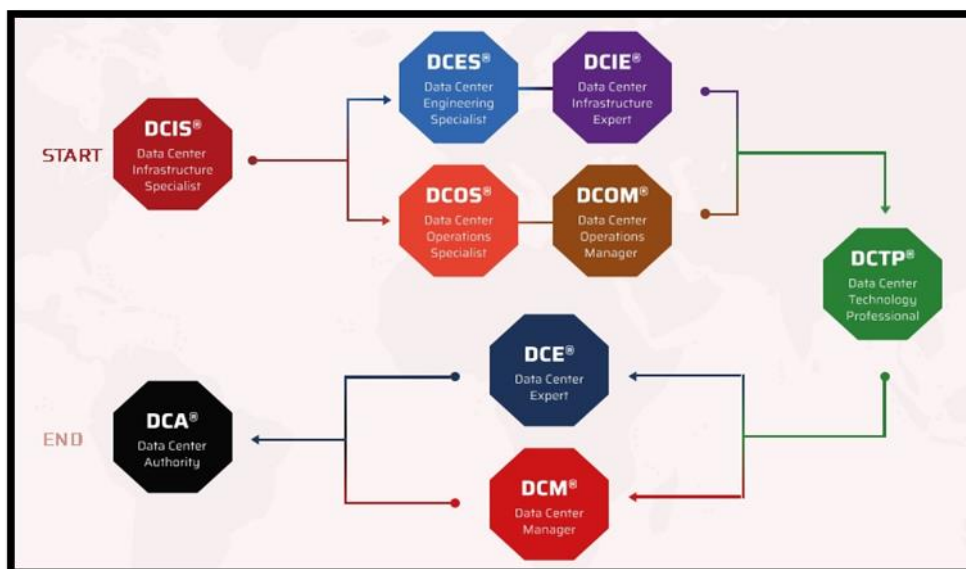 START
DCIS®
Data Center
Infrastructure
Specialist
DCES®
Data Center
Engineering
Specialist
DCIE®
Data Center
Infrastructure
Expert
DCOS®
Data Center
Operations
Specialist
DCOM®
Data Center
Operations
Manager
DCTP®
Data Center
Technology
Professional
DCE®
Data Center
Expert
DCM®
Data Center
Manager
END
DCA®
Data Center
Authority